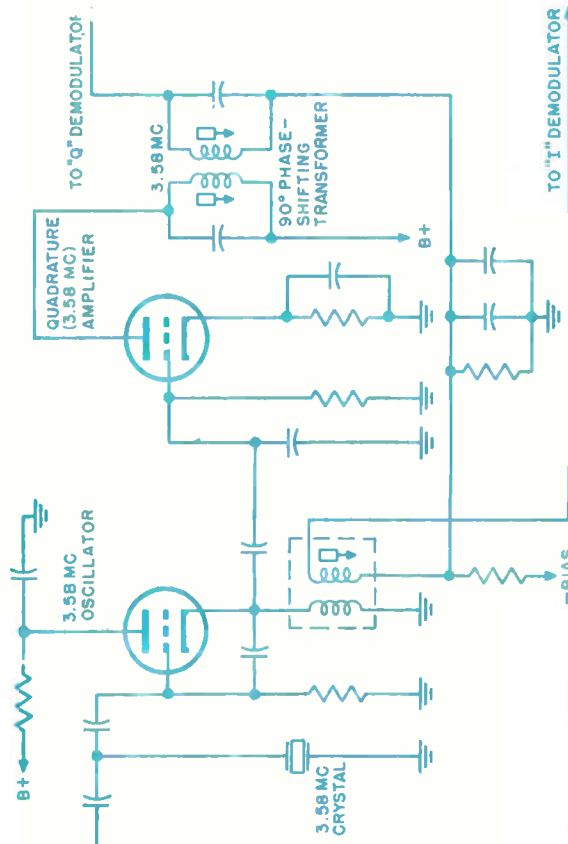 TO "Q" DEMODULATOR
3.58 MC
90° PHASE-
SHIFTING
TRANSFORMER
B+
QUADRATURE
(3.58 MC)
AMPLIFIER
TO "I" DEMODULATOR
3.58 MC
OSCILLATOR
B+
3.58 MC
CRYSTAL
-BIAS